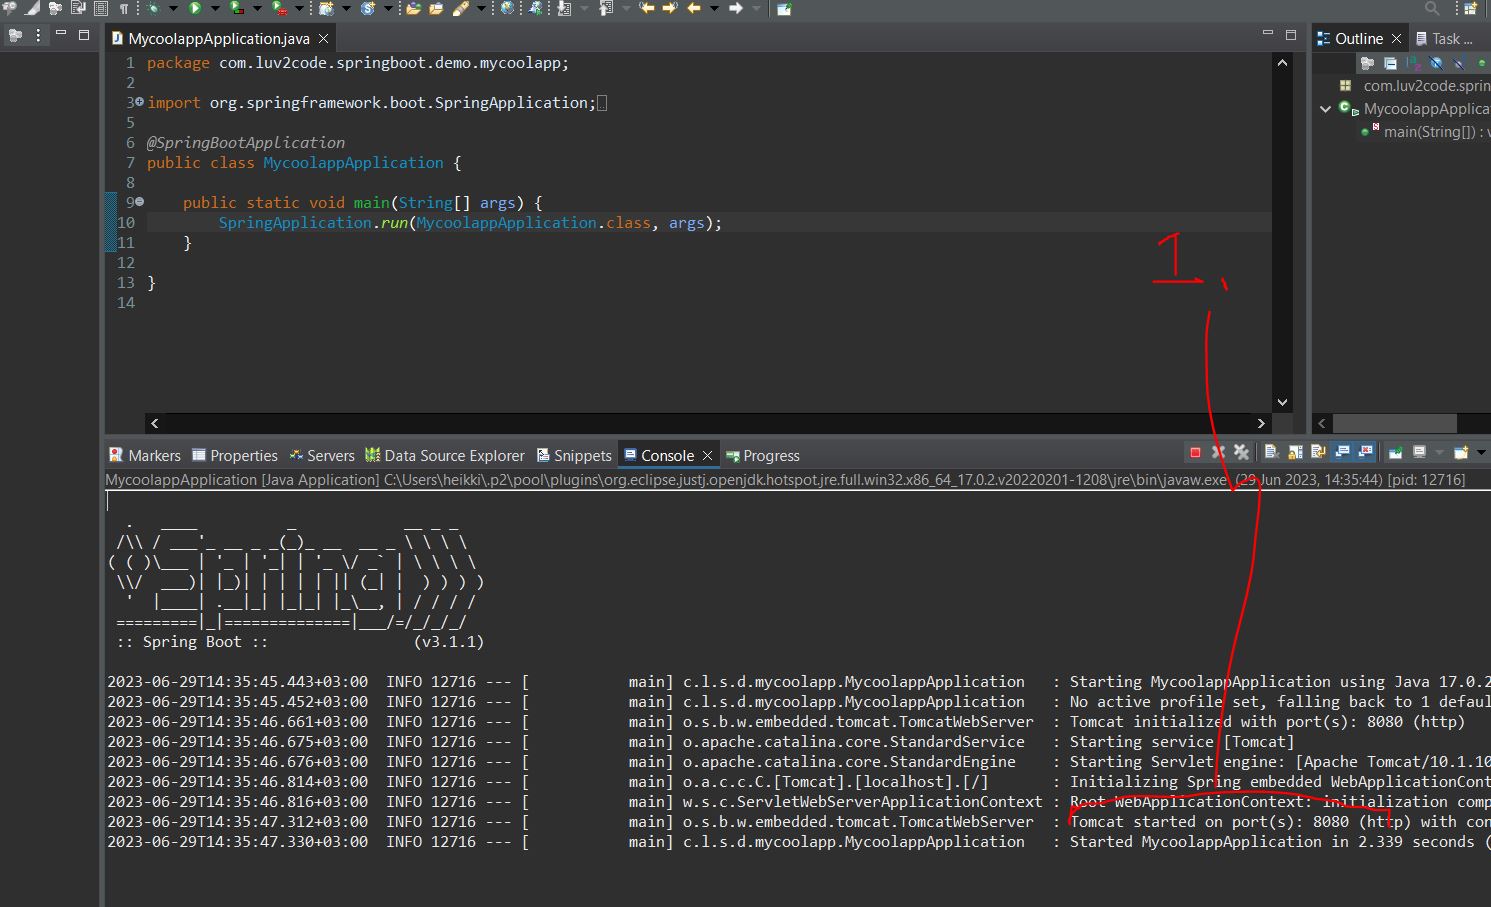 MycoolappApplication.java
Outline
Task ...
1 package com.luv2code.springboot.demo.mycoolapp;
2
3 import org.springframework.boot.SpringApplication;
5
6 @SpringBootApplication
7 public class MycoolappApplication {
8
9 public static void main(String[] args) {
10 SpringApplication.run(MycoolappApplication.class, args);
11 }
12
13 }
14
com.luv2code.sprin
MycoolappApplica
main(String[]) : v
1.
Markers Properties Servers Data Source Explorer Snippets Console Progress
MycoolappApplication [Java Application] C:\Users\heikki\.p2\pool\plugins\org.eclipse.justj.openjdk.hotspot.jre.full.win32.x86_64_17.0.2.v20220201-1208\jre\bin\javaw.exe (29 Jun 2023, 14:35:44) [pid: 12716]
  .   ____          _            __ _ _
 /\\ / ___'_ __ _ _(_)_ __  __ _ \ \ \ \
( ( )\___ | '_ | '_| | '_ \/ _` | \ \ \ \
 \\/  ___)| |_)| | | | | || (_| |  ) ) ) )
  '  |____| .__|_| |_|_| |_\__, | / / / /
 =========|_|==============|___/=/_/_/_/
 :: Spring Boot ::                (v3.1.1)
2023-06-29T14:35:45.443+03:00  INFO 12716 --- [           main] c.l.s.d.mycoolapp.MycoolappApplication   : Starting MycoolappApplication using Java 17.0.2
2023-06-29T14:35:45.452+03:00  INFO 12716 --- [           main] c.l.s.d.mycoolapp.MycoolappApplication   : No active profile set, falling back to 1 defaul
2023-06-29T14:35:46.661+03:00  INFO 12716 --- [           main] o.s.b.w.embedded.tomcat.TomcatWebServer  : Tomcat initialized with port(s): 8080 (http)
2023-06-29T14:35:46.675+03:00  INFO 12716 --- [           main] o.apache.catalina.core.StandardService   : Starting service [Tomcat]
2023-06-29T14:35:46.676+03:00  INFO 12716 --- [           main] o.apache.catalina.core.StandardEngine    : Starting Servlet engine: [Apache Tomcat/10.1.10
2023-06-29T14:35:46.814+03:00  INFO 12716 --- [           main] o.a.c.c.C.[Tomcat].[localhost].[/]       : Initializing Spring embedded WebApplicationCont
2023-06-29T14:35:46.816+03:00  INFO 12716 --- [           main] w.s.c.ServletWebServerApplicationContext : Root WebApplicationContext: initialization comp
2023-06-29T14:35:47.312+03:00  INFO 12716 --- [           main] o.s.b.w.embedded.tomcat.TomcatWebServer  : Tomcat started on port(s): 8080 (http) with con
2023-06-29T14:35:47.330+03:00  INFO 12716 --- [           main] c.l.s.d.mycoolapp.MycoolappApplication   : Started MycoolappApplication in 2.339 seconds (